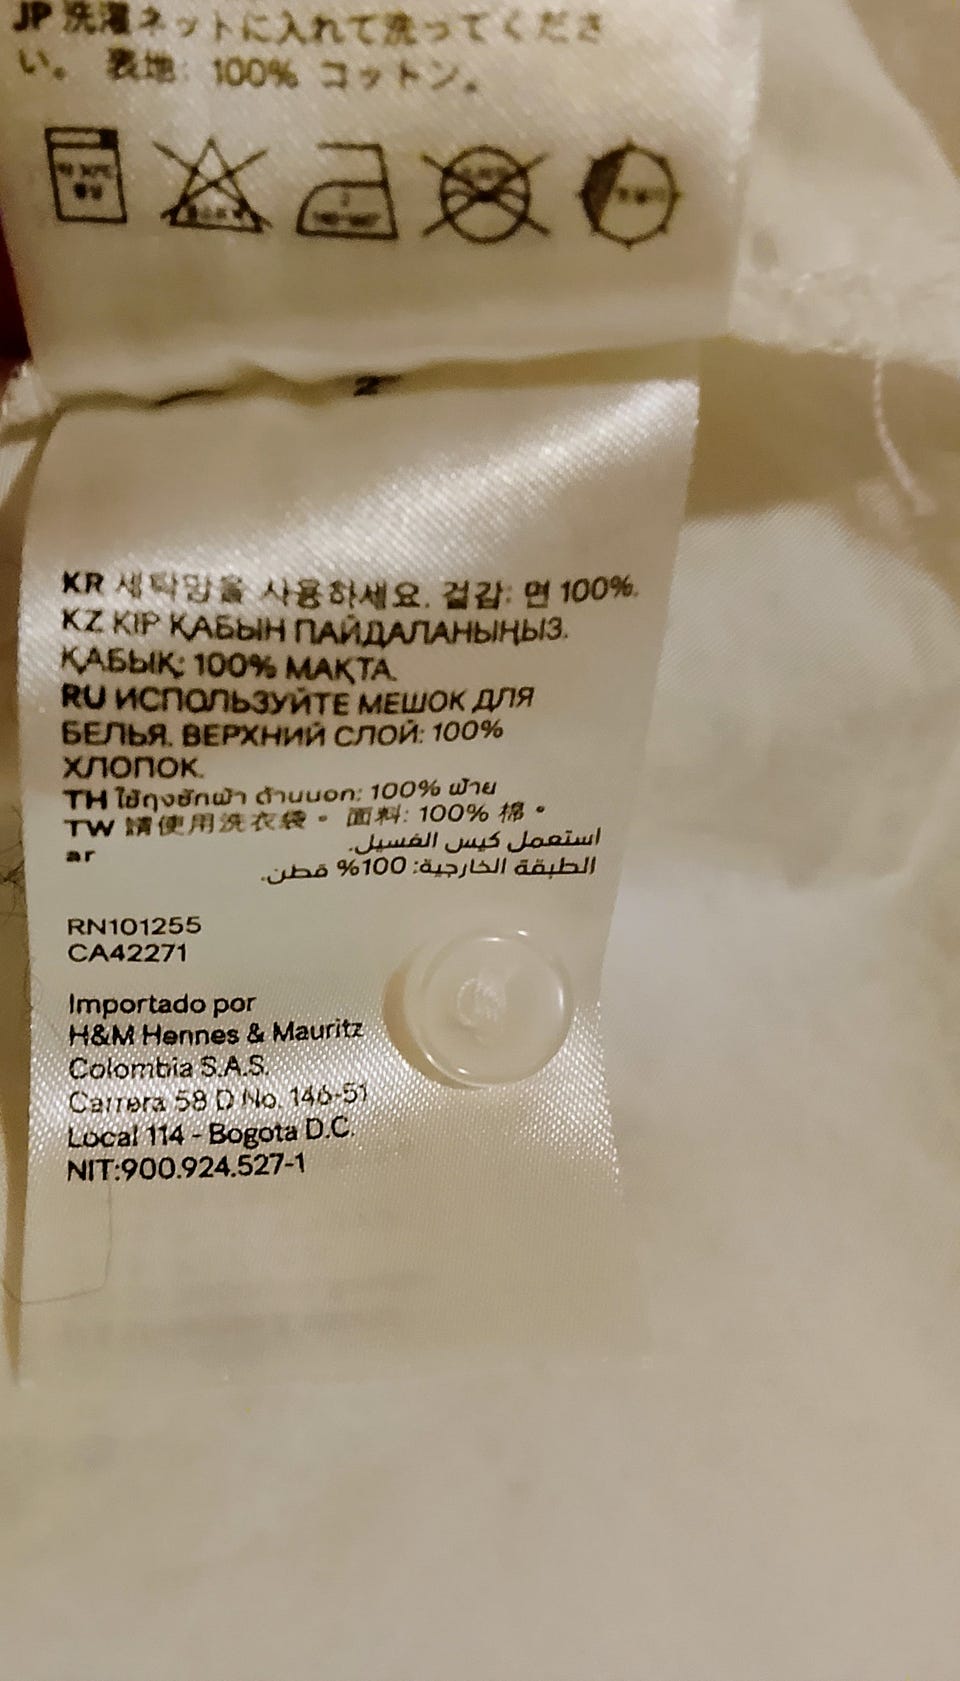 JP 洗濯ネットに入れて洗ってくださ
い。 表地: 100% コットン。
2
KR 세탁망을 사용하세요. 겉감: 면 100%.
KZ KIP ҚАБЫН ПАЙДАЛАНЫҢЫЗ.
ҚАБЫҚ: 100% МАҚТА.
RU ИСПОЛЬЗУЙТЕ МЕШОК ДЛЯ
БЕЛЬЯ. ВЕРХНИЙ СЛОЙ: 100%
ХЛОПОК.
TH ใช้ถุงซักผ้า ด้านนอก: 100% ฝ้าย
TW 請使用洗衣袋。 面料: 100% 棉。
ar استعمل كيس الغسيل.
الطبقة الخارجية: 100% قطن.
RN101255
CA42271
Importado por
H&M Hennes & Mauritz
Colombia S.A.S.
Carrera 58 D No. 146-51
Local 114 - Bogota D.C.
NIT:900.924.527-1